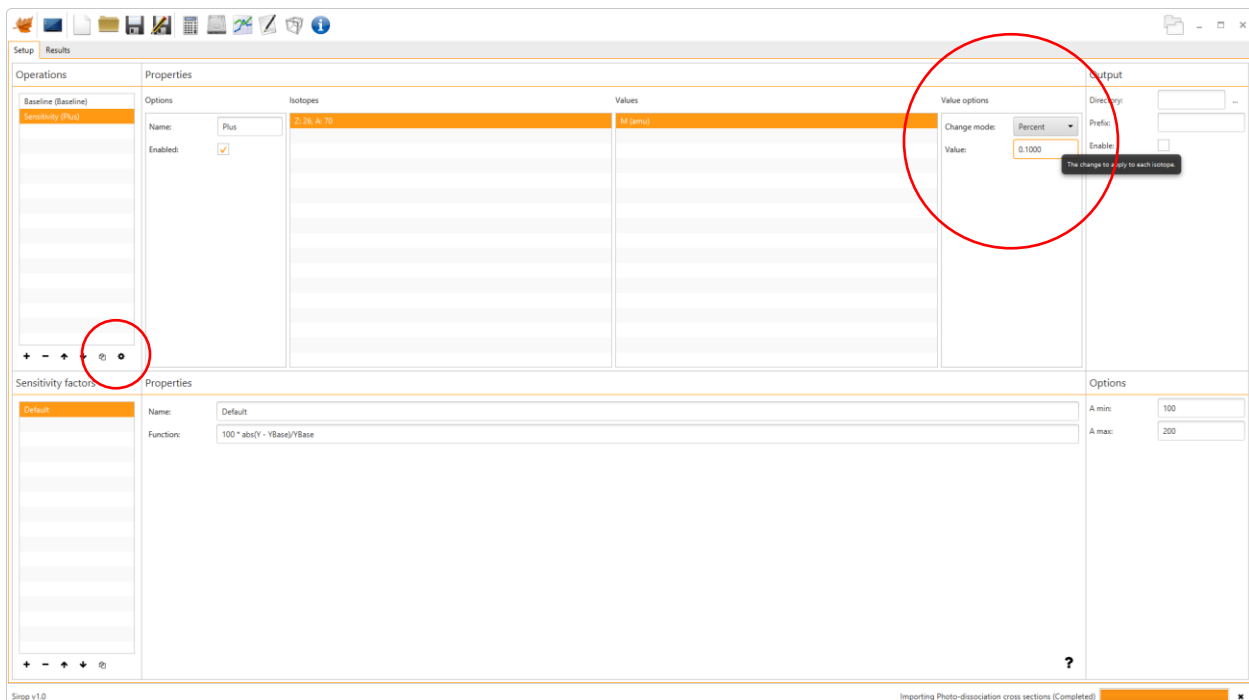 Setup Results
Operations Properties Output
Baseline (Baseline) Options Isotopes Values Value options Directory: ...
Sensitivity (Plus) Name: Plus Z: 26, A: 70 M (amu) Change mode: Percent Prefix:
Enabled: Value: 0.1000 Enable:
The change to apply to each isotope.
Sensitivity factors Properties Options
Default Name: Default A min: 100
Function: 100 * abs(Y - YBase)/YBase A max: 200
?
Sirop v1.0 Importing Photo-dissociation cross sections (Completed)